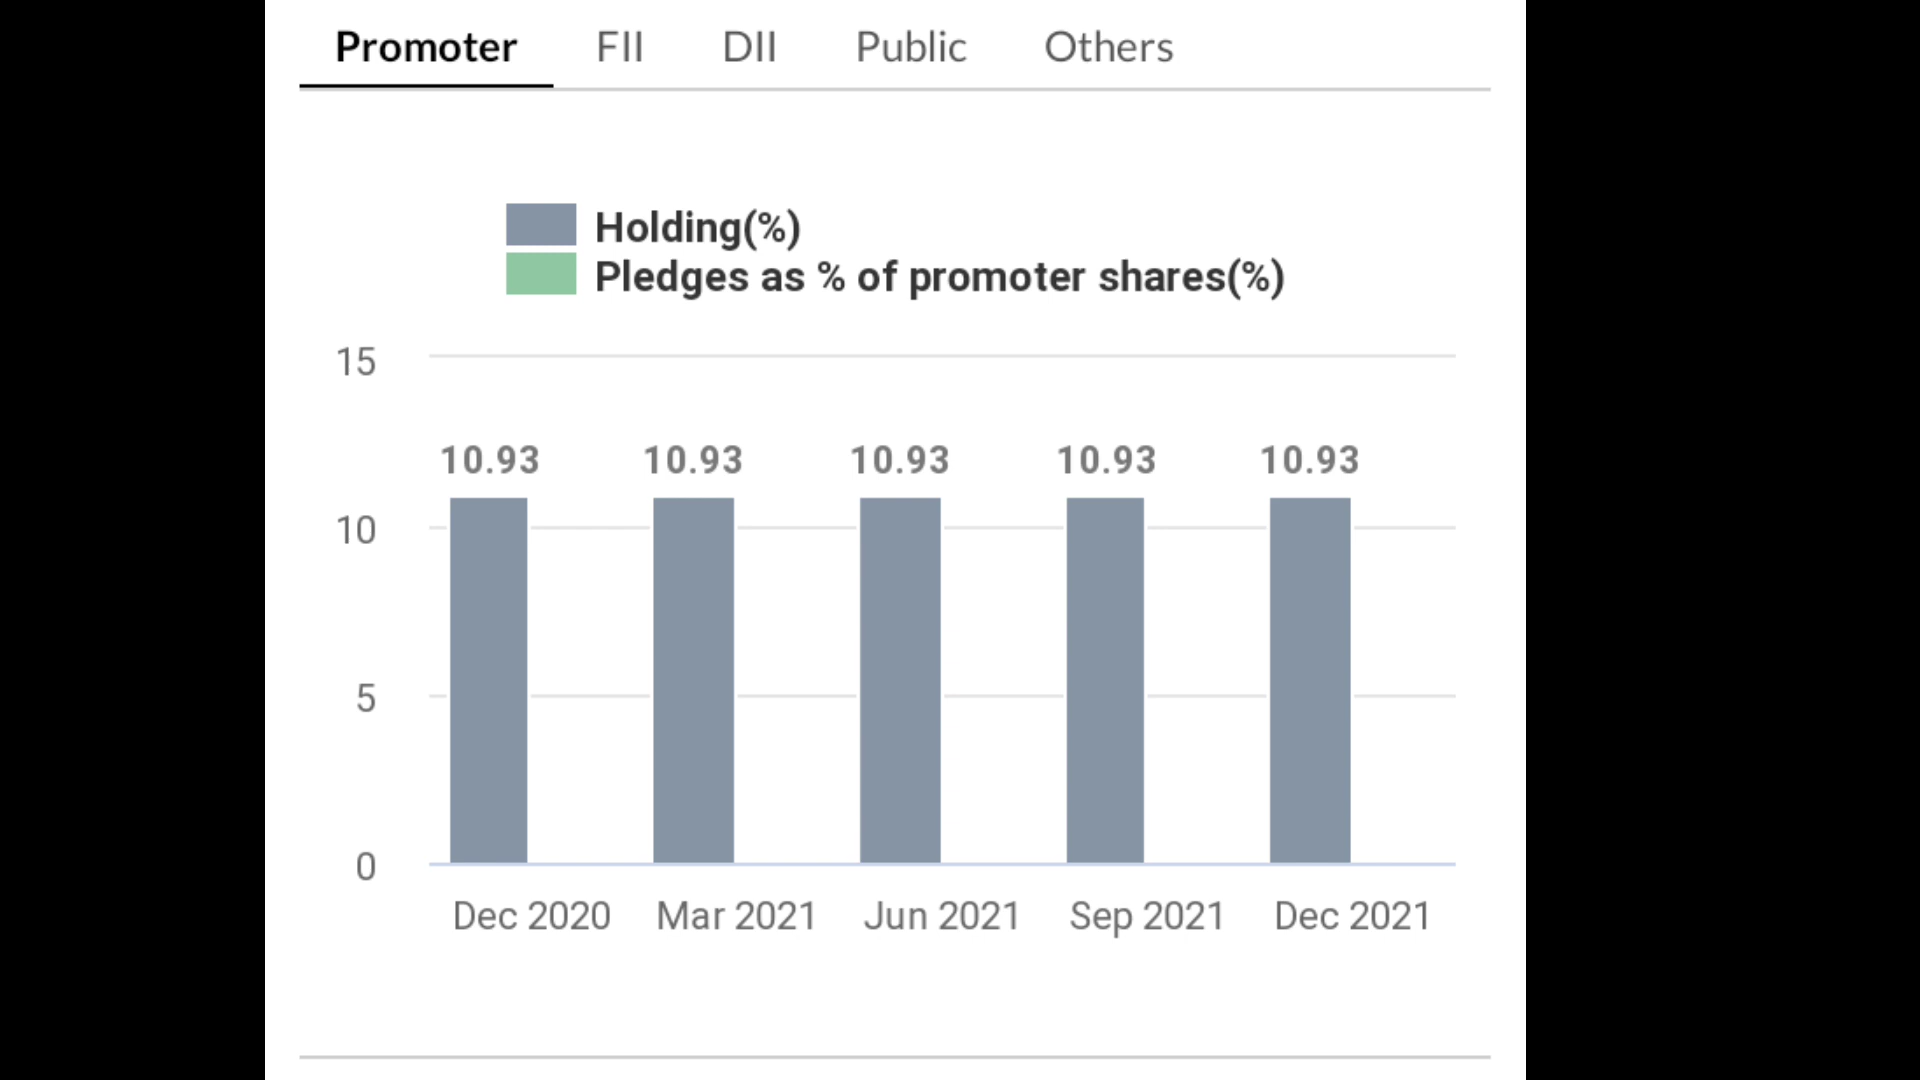 Promoter FII DII Public Others
Holding(%)
Pledges as % of promoter shares(%)
15
10.93 10.93 10.93 10.93 10.93
10
5
0
Dec 2020 Mar 2021 Jun 2021 Sep 2021 Dec 2021